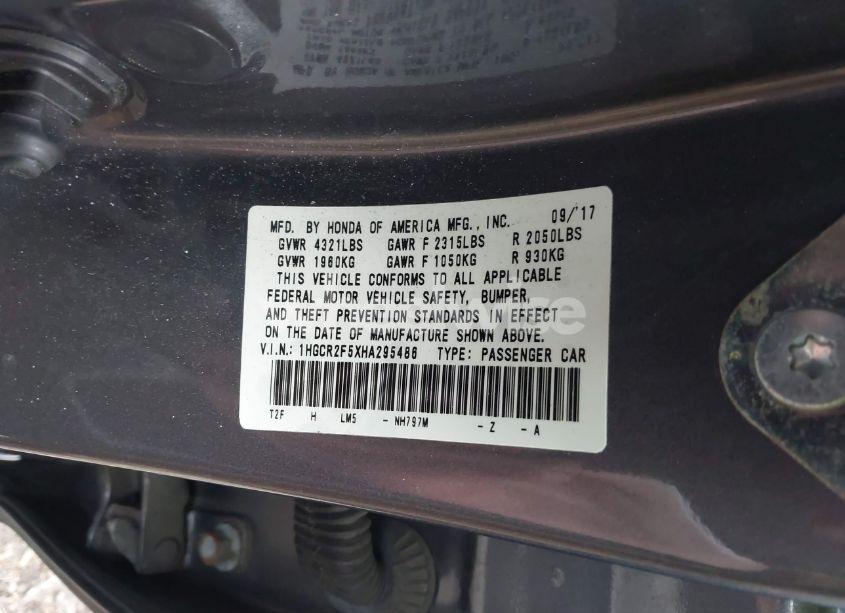 MFD. BY HONDA OF AMERICA MFG., INC. 09/'17
GVWR 4321LBS GAWR F 2315LBS R 2050LBS
GVWR 1960KG GAWR F 1050KG R 930KG
THIS VEHICLE CONFORMS TO ALL APPLICABLE
FEDERAL MOTOR VEHICLE SAFETY, BUMPER,
AND THEFT PREVENTION STANDARDS IN EFFECT
ON THE DATE OF MANUFACTURE SHOWN ABOVE.
V.I.N.: 1HGCR2F5XHA295486 TYPE: PASSENGER CAR
T2F H LM5 - NH797M - Z - A